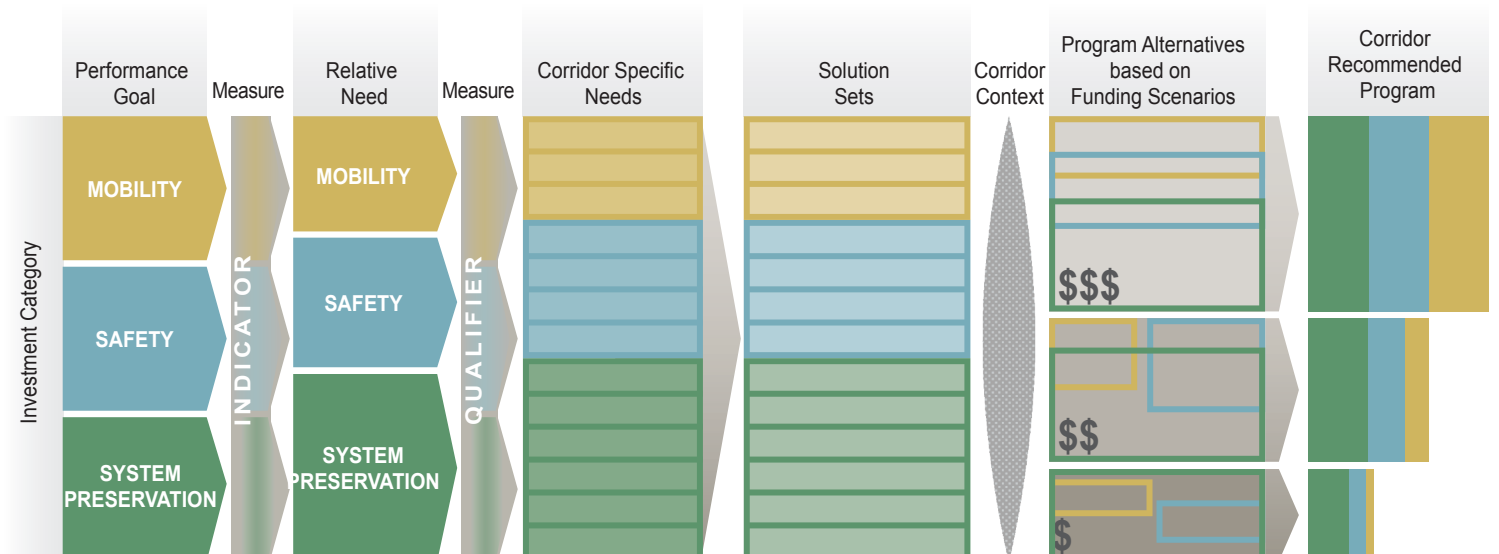 Performance
Goal
Measure
Relative
Need
Measure
Corridor Specific
Needs
Solution
Sets
Corridor
Context
Program Alternatives
based on
Funding Scenarios
Corridor
Recommended
Program
Investment Category
MOBILITY
SAFETY
SYSTEM
PRESERVATION
INDICATOR
MOBILITY
SAFETY
SYSTEM
PRESERVATION
QUALIFIER
$$$
$$
$